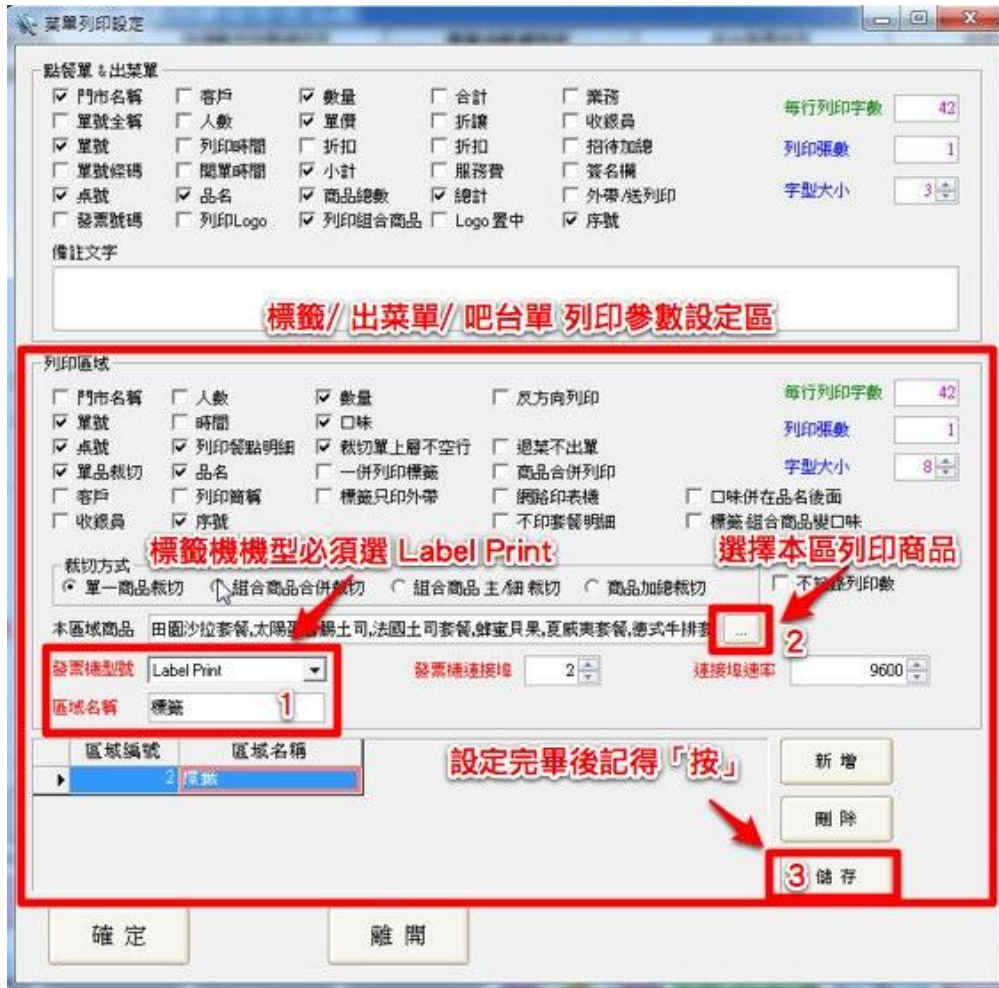 菜單列印設定
點餐單 & 出菜單
門市名稱 客戶 數量 合計 業務
單號全稱 人數 單價 折讓 收銀員
單號 列印時間 折扣 折扣 招待加總
單號條碼 開單時間 小計 服務費 簽名欄
桌號 品名 商品總數 總計 外帶/送列印
發票號碼 列印Logo 列印組合商品 Logo 置中 序號
每行列印字數 42
列印張數 1
字型大小 3
備註文字
標籤/ 出菜單/ 吧台單 列印參數設定區
列印區域
門市名稱 人數 數量 反方向列印
單號 時間 口味
桌號 列印餐點明細 裁切單上層不空行 退菜不出單
單品裁切 品名 一併列印標籤 商品合併列印
客戶 列印簡稱 標籤只印外帶 網路印表機 口味併在品名後面
收銀員 序號 不印套餐明細 標籤 組合商品變口味
每行列印字數 42
列印張數 1
字型大小 8
標籤機機型必須選 Label Print
選擇本區列印商品
裁切方式
單一商品裁切 組合商品合併裁切 組合商品 主/細 裁切 商品加總裁切
本區域商品 田園沙拉套餐,太陽 土司,法國土司套餐,蜂蜜貝果,夏威夷套餐,德式牛排套 ...
2
發票機型號 Label Print 發票機連接埠 2 連接埠速率 9600
區域名稱 標籤 1
區域編號 區域名稱
2 標籤
設定完畢後記得「按」
新 增
刪 除
3 儲 存
確 定 離 開